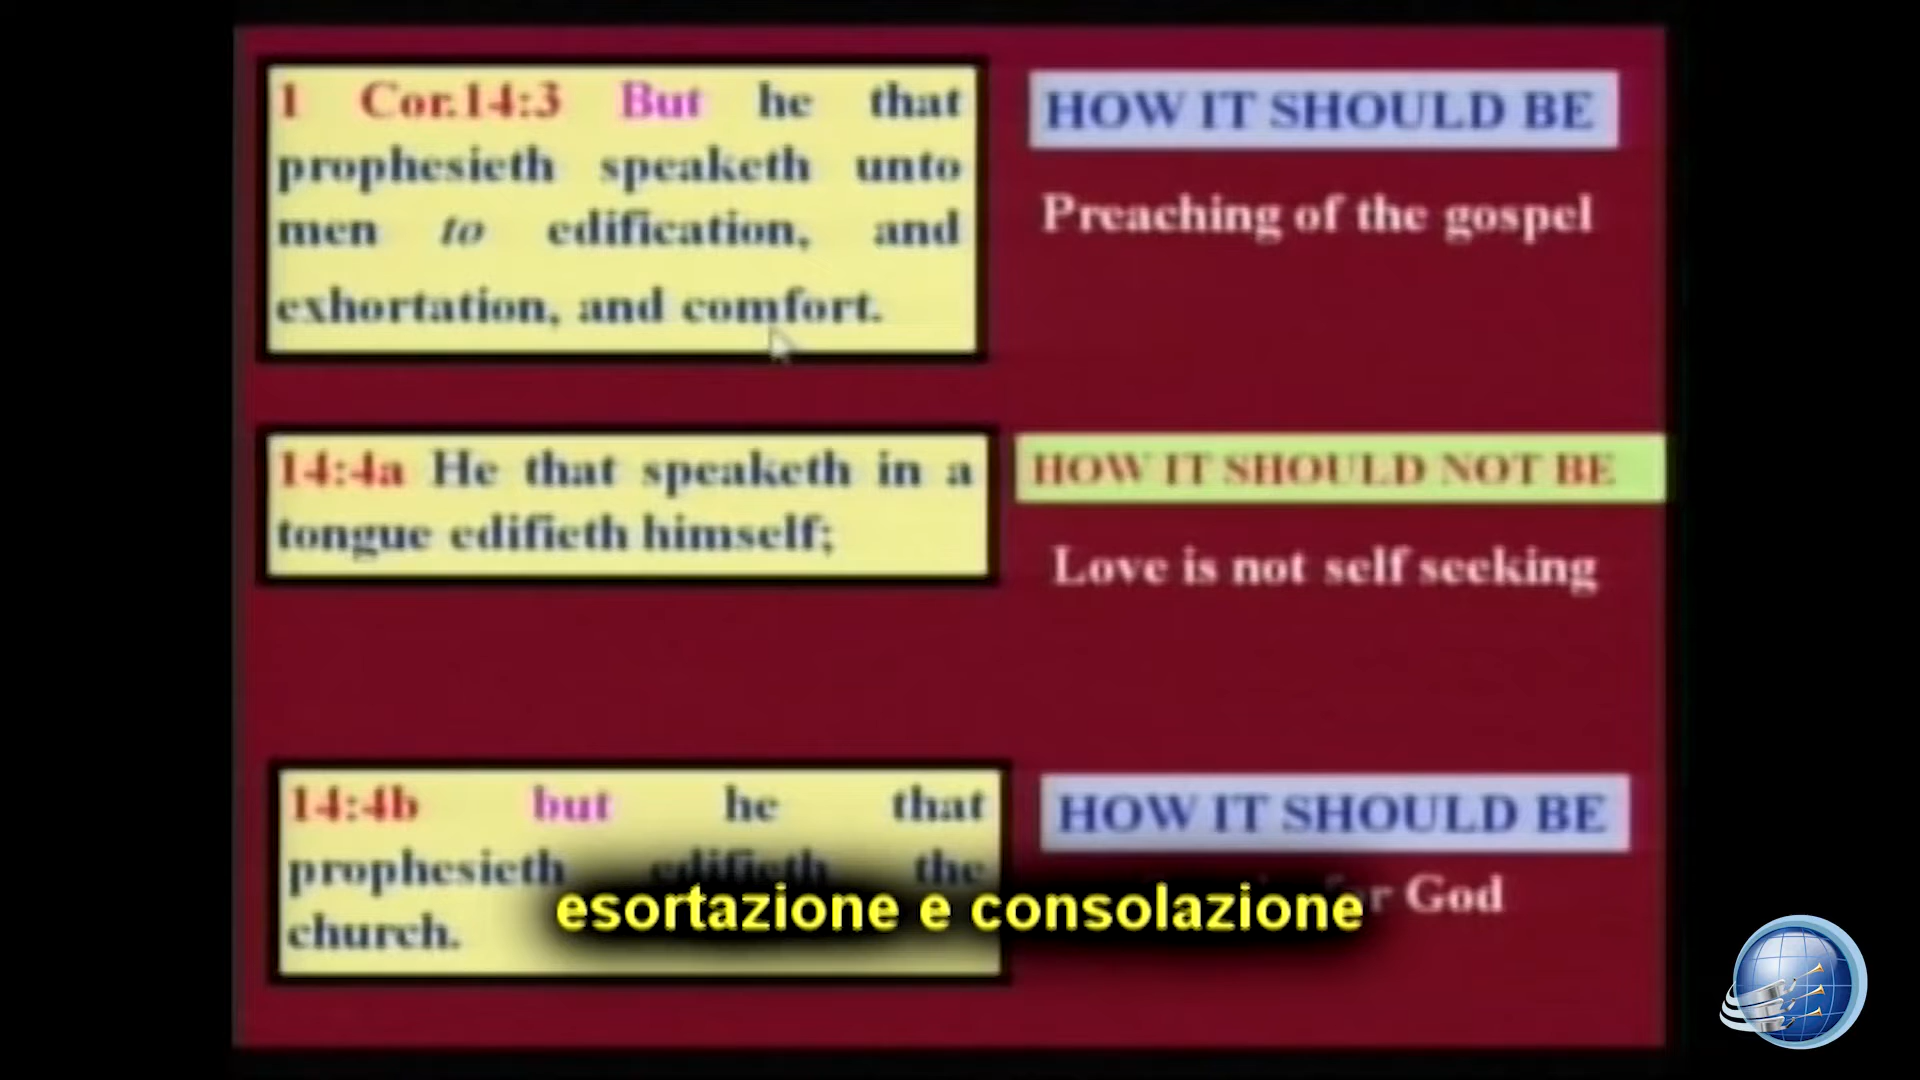 1 Cor.14:3 But he that
prophesieth speaketh unto
men to edification, and
exhortation, and comfort.
HOW IT SHOULD BE
Preaching of the gospel
14:4a He that speaketh in a
tongue edifieth himself;
HOW IT SHOULD NOT BE
Love is not self seeking
14:4b but he that
prophesieth edifieth the
church.
HOW IT SHOULD BE
for God
esortazione e consolazione